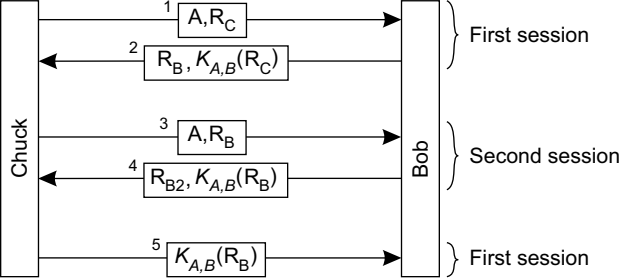 Chuck
Bob
1
A,R_C
First session
2
R_B, K_A,B(R_C)
3
A,R_B
Second session
4
R_B2, K_A,B(R_B)
5
K_A,B(R_B)
First session